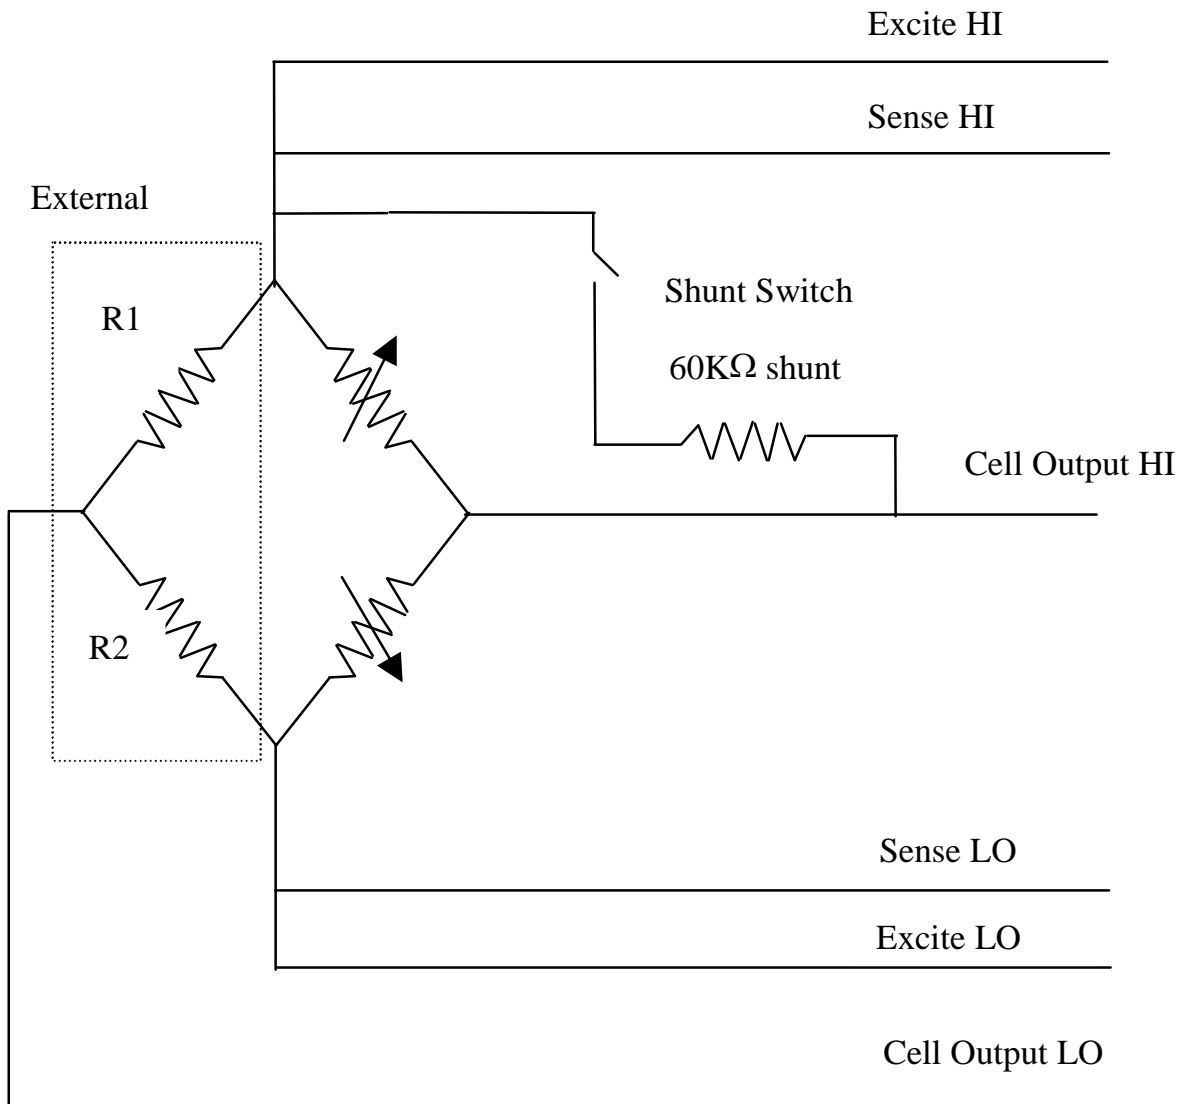 Excite HI
Sense HI
External
R1
Shunt Switch
60KΩ shunt
Cell Output HI
R2
Sense LO
Excite LO
Cell Output LO